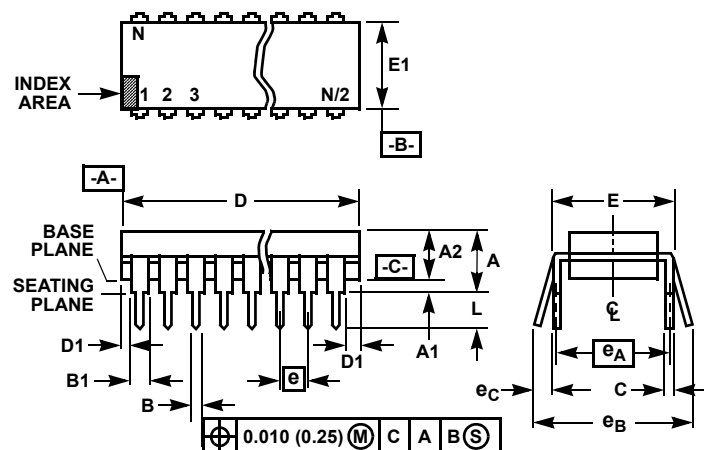 N
E1
INDEX
AREA
1 2 3 N/2
-B-
-A-
D
E
BASE
PLANE
A2
A
-C-
SEATING
PLANE
L
C
L
D1
A1
D1
eA
B1
e
eC
C
B
eB
0.010 (0.25) M C A B S